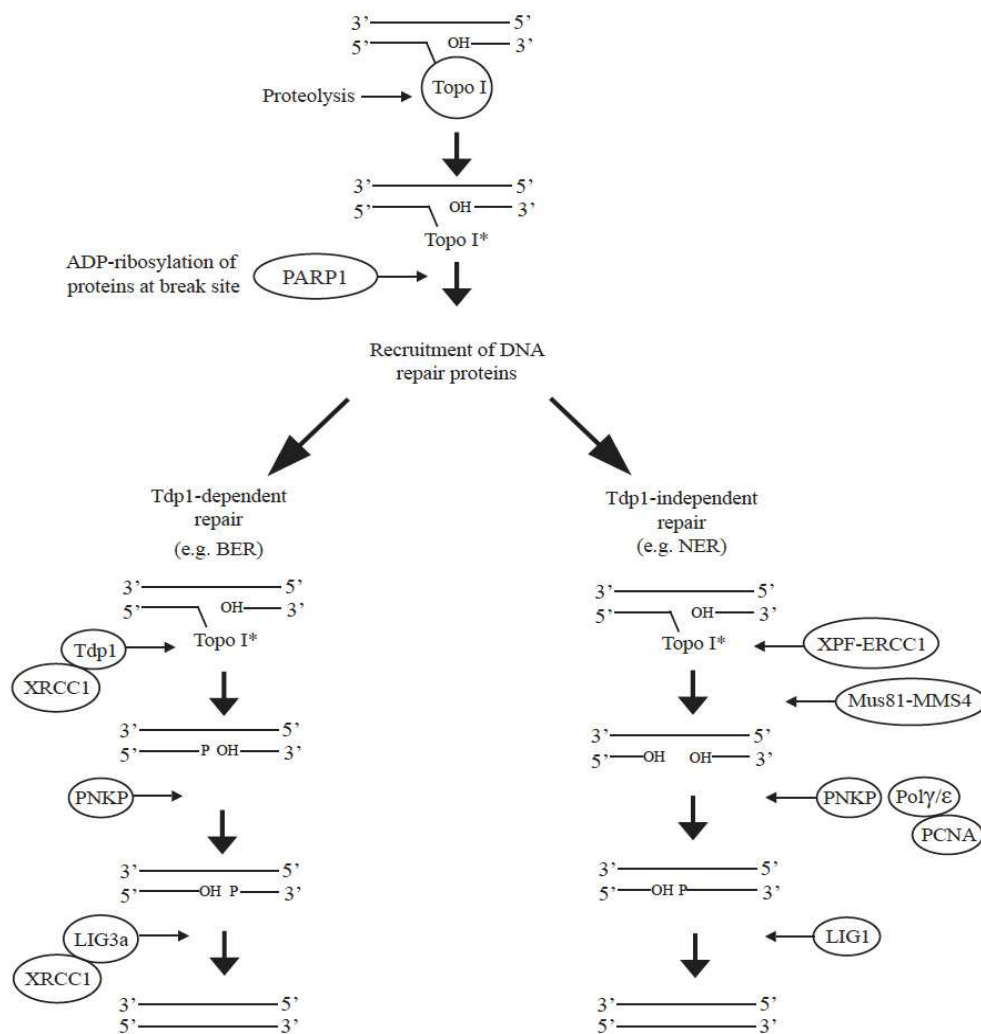 3’ 5’
5’ OH 3’
Topo I
Proteolysis
3’ 5’
5’ OH 3’
Topo I*
ADP-ribosylation of
proteins at break site
PARP1
Recruitment of DNA
repair proteins
Tdp1-dependent
repair
(e.g. BER)
3’ 5’
5’ OH 3’
Topo I*
Tdp1
XRCC1
3’ 5’
5’ P OH 3’
PNKP
3’ 5’
5’ OH P 3’
LIG3a
XRCC1
3’ 5’
5’ 3’
Tdp1-independent
repair
(e.g. NER)
3’ 5’
5’ OH 3’
Topo I*
XPF-ERCC1
Mus81-MMS4
3’ 5’
5’ OH OH 3’
PNKP Polγ/ε
PCNA
3’ 5’
5’ OH P 3’
LIG1
3’ 5’
5’ 3’